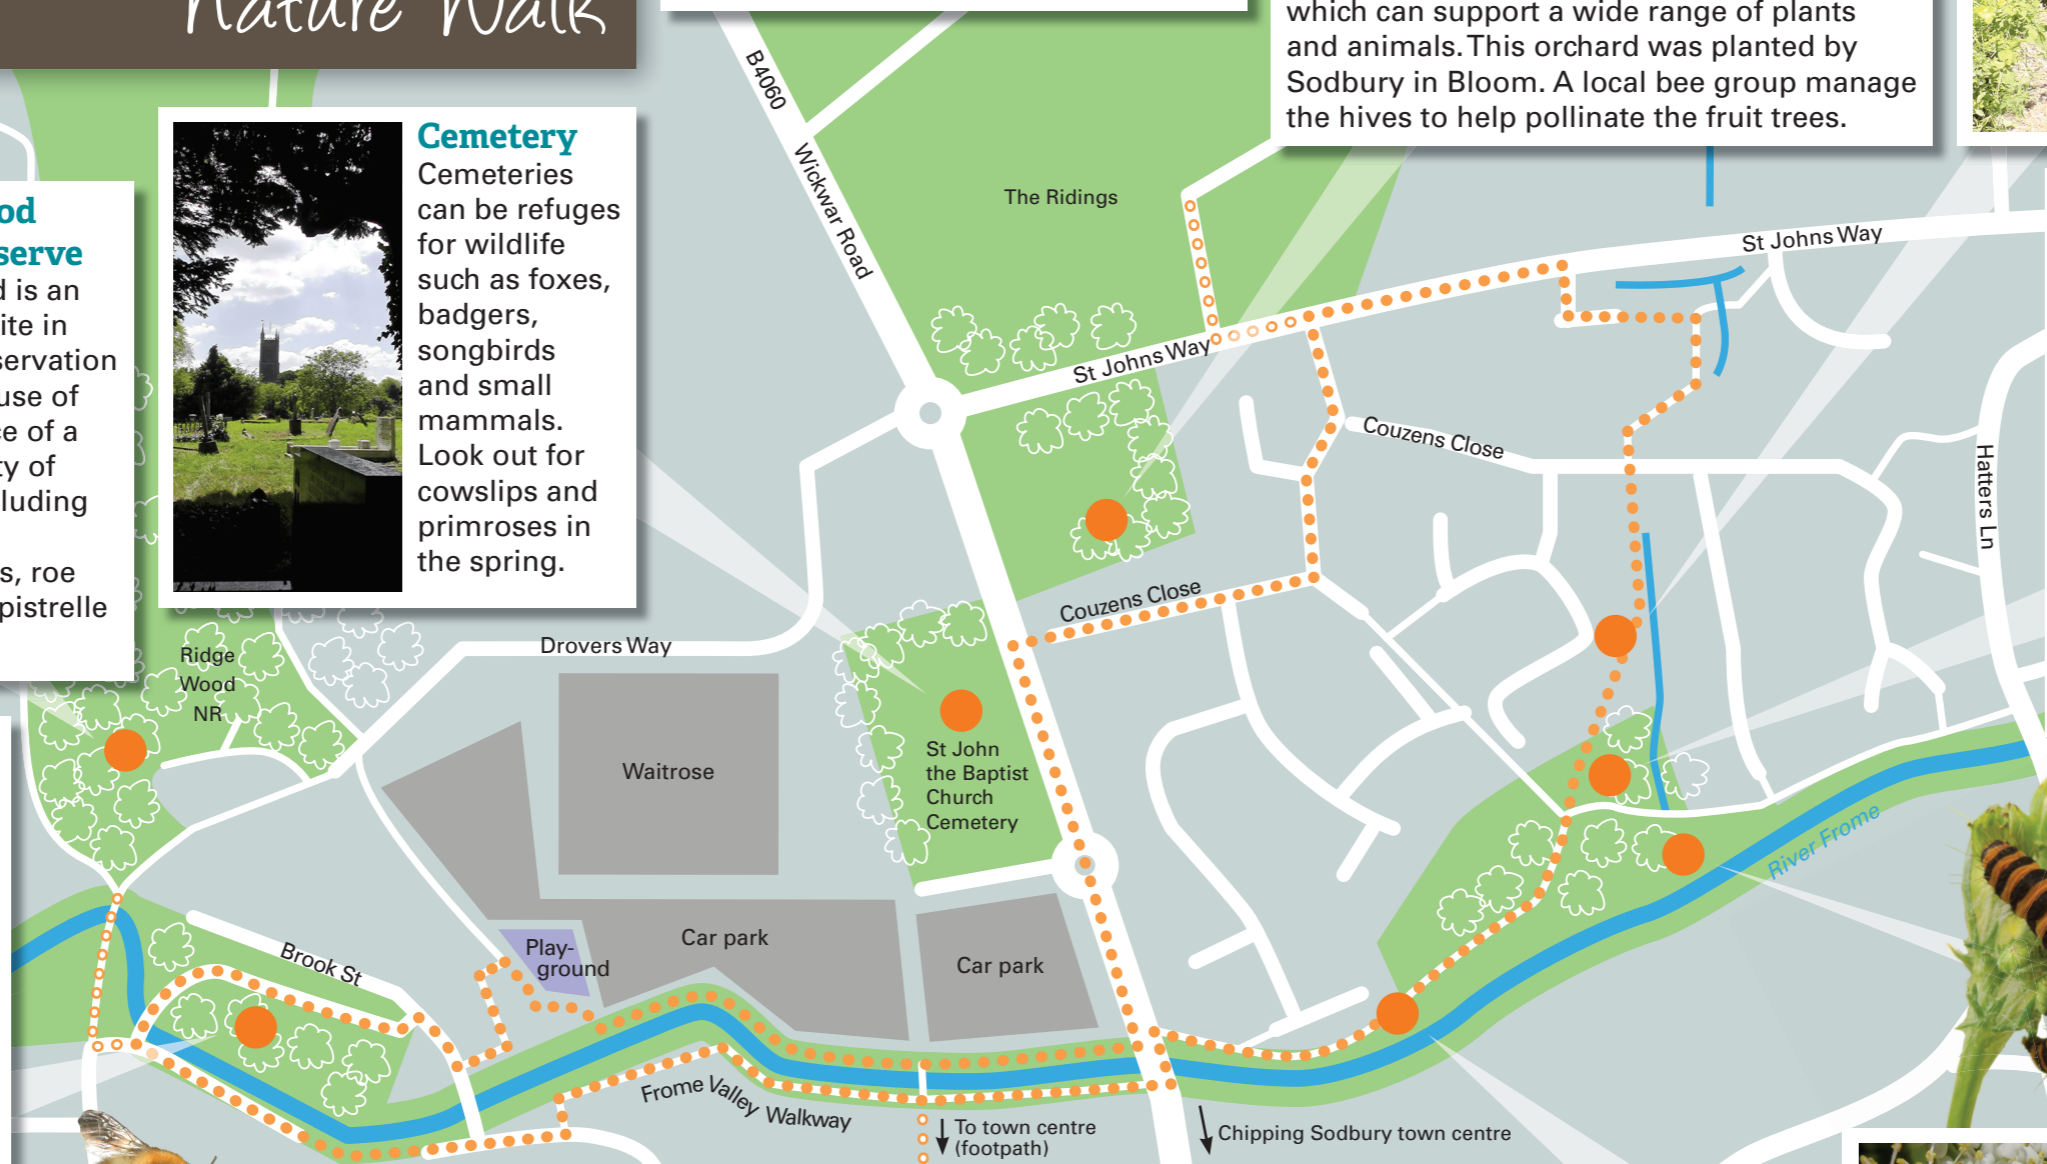 Nature Walk
which can support a wide range of plants
and animals. This orchard was planted by
Sodbury in Bloom. A local bee group manage
the hives to help pollinate the fruit trees.
Cemetery
Cemeteries
can be refuges
for wildlife
such as foxes,
badgers,
songbirds
and small
mammals.
Look out for
cowslips and
primroses in
the spring.
od
serve
d is an
ite in
servation
use of
ce of a
ty of
luding
s, roe
pistrelle
B4060
Wickwar Road
The Ridings
St Johns Way
St Johns Way
Couzens Close
Hatters Ln
Couzens Close
Drovers Way
Ridge
Wood
NR
Waitrose
St John
the Baptist
Church
Cemetery
River Frome
Play-
ground
Car park
Car park
Brook St
Frome Valley Walkway
To town centre
(footpath)
Chipping Sodbury town centre